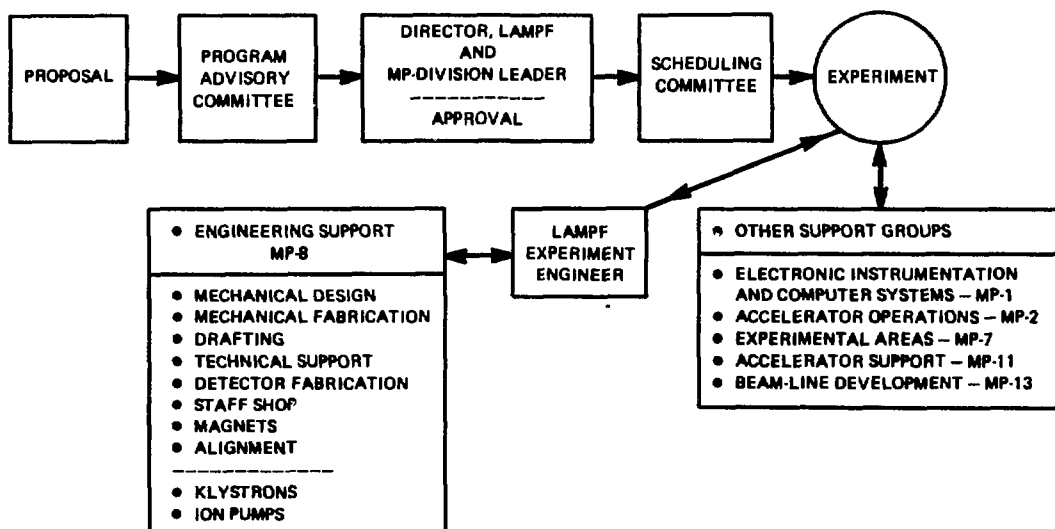 PROPOSAL
PROGRAM
ADVISORY
COMMITTEE
DIRECTOR, LAMPF
AND
MP-DIVISION LEADER
APPROVAL
SCHEDULING
COMMITTEE
EXPERIMENT
● ENGINEERING SUPPORT
MP-8
● MECHANICAL DESIGN
● MECHANICAL FABRICATION
● DRAFTING
● TECHNICAL SUPPORT
● DETECTOR FABRICATION
● STAFF SHOP
● MAGNETS
● ALIGNMENT
● KLYSTRONS
● ION PUMPS
LAMPF
EXPERIMENT
ENGINEER
● OTHER SUPPORT GROUPS
● ELECTRONIC INSTRUMENTATION
AND COMPUTER SYSTEMS – MP-1
● ACCELERATOR OPERATIONS – MP-2
● EXPERIMENTAL AREAS – MP-7
● ACCELERATOR SUPPORT – MP-11
● BEAM-LINE DEVELOPMENT – MP-13